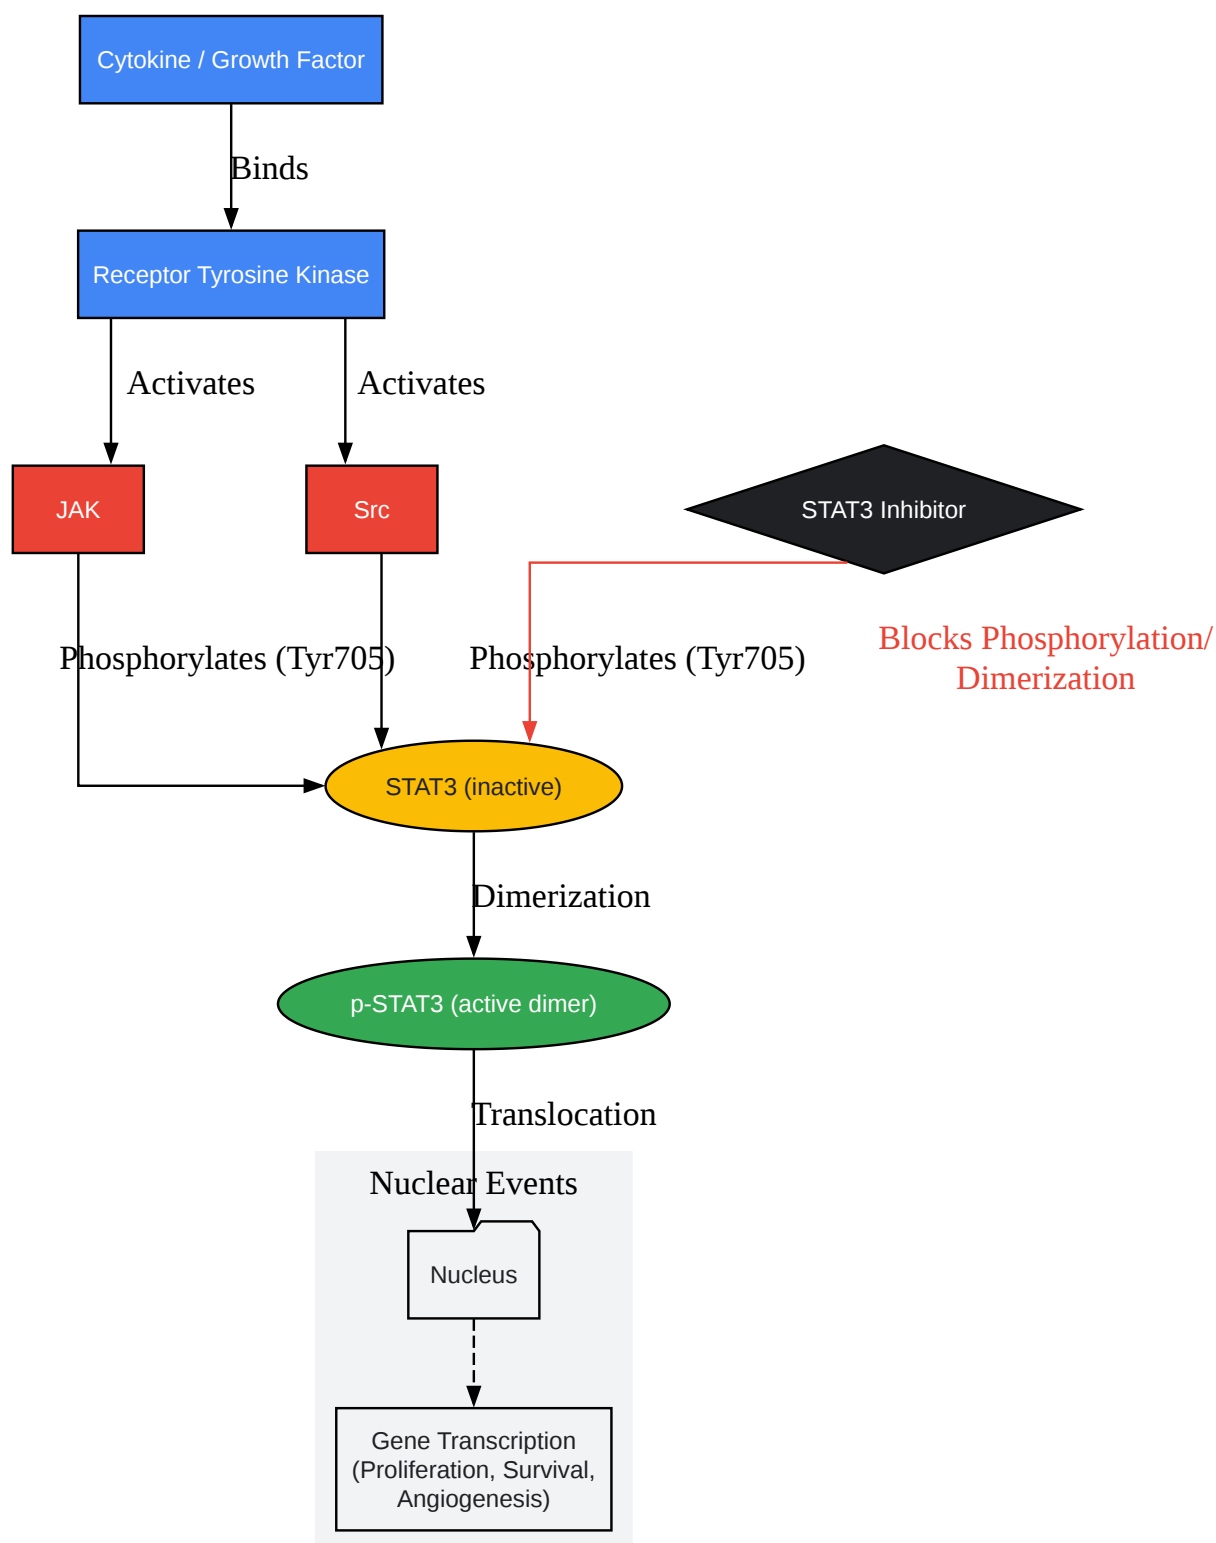 Cytokine / Growth Factor
Binds
Receptor Tyrosine Kinase
Activates
Activates
JAK
Src
STAT3 Inhibitor
Phosphorylates (Tyr705)
Phosphorylates (Tyr705)
Blocks Phosphorylation/
Dimerization
STAT3 (inactive)
Dimerization
p-STAT3 (active dimer)
Translocation
Nuclear Events
Nucleus
Gene Transcription
(Proliferation, Survival,
Angiogenesis)